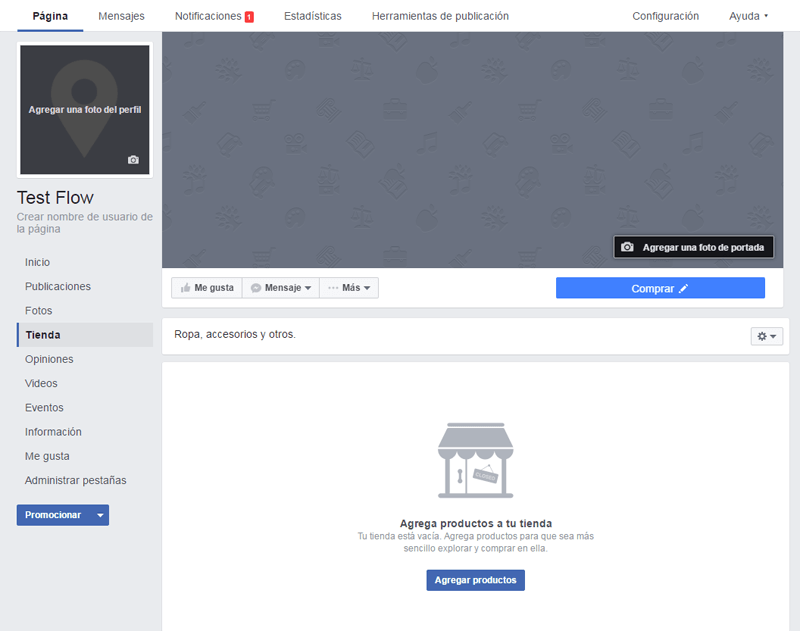 Página Mensajes Notificaciones 1 Estadísticas Herramientas de publicación Configuración Ayuda
Agregar una foto del perfil
Test Flow
Crear nombre de usuario de
la página
Inicio
Publicaciones
Fotos
Tienda
Opiniones
Videos
Eventos
Información
Me gusta
Administrar pestañas
Promocionar
Agregar una foto de portada
Me gusta Mensaje Más Comprar
Ropa, accesorios y otros.
CLOSED
Agrega productos a tu tienda
Tu tienda está vacía. Agrega productos para que sea más
sencillo explorar y comprar en ella.
Agregar productos